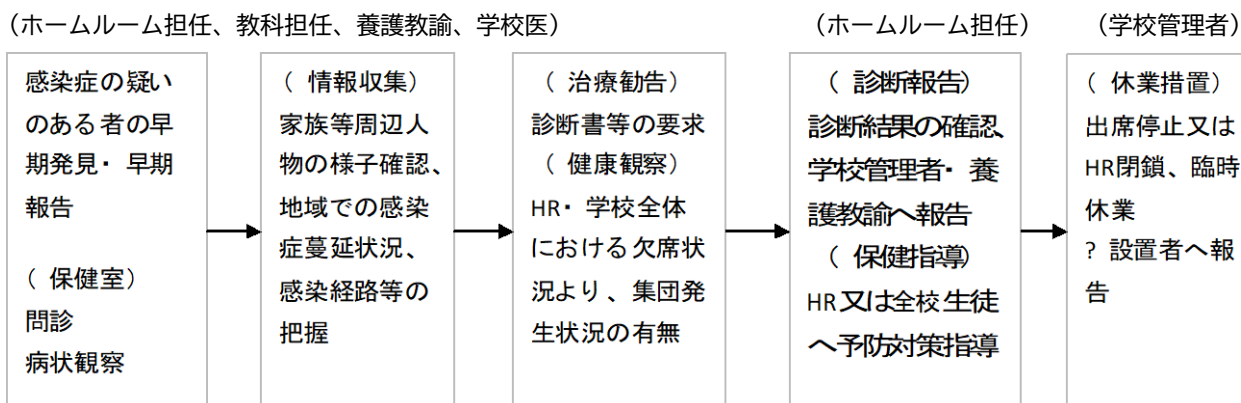 （ホームルーム担任、教科担任、養護教諭、学校医）
（ホームルーム担任）
（学校管理者）
感染症の疑い
のある者の早
期発見・早期
報告
（保健室）
問診
病状観察
（情報収集）
家族等周辺人
物の様子確認、
地域での感染
症蔓延状況、
感染経路等の
把握
（治療勧告）
診断書等の要求
（健康観察）
HR・学校全体
における欠席状
況より、集団発
生状況の有無
（診断報告）
診断結果の確認、
学校管理者・養
護教諭へ報告
（保健指導）
HR又は全校生徒
へ予防対策指導
（休業措置）
出席停止又は
HR閉鎖、臨時
休業
？設置者へ報
告